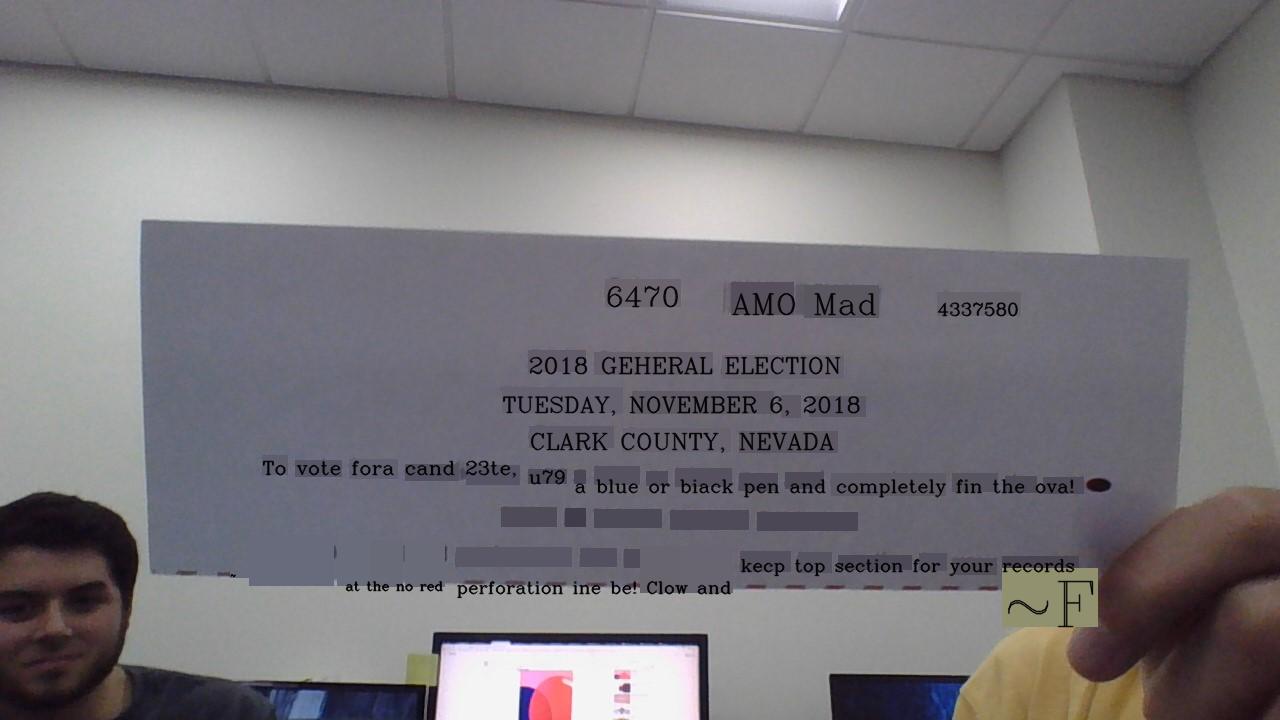 6470 AMO Mad 4337580
2018 GEHERAL ELECTION
TUESDAY, NOVEMBER 6, 2018
CLARK COUNTY, NEVADA
To vote fora cand 23te, u79 a blue or biack pen and completely fin the ova!
kecp top section for your records
at the no red perforation ine be! Clow and
~F